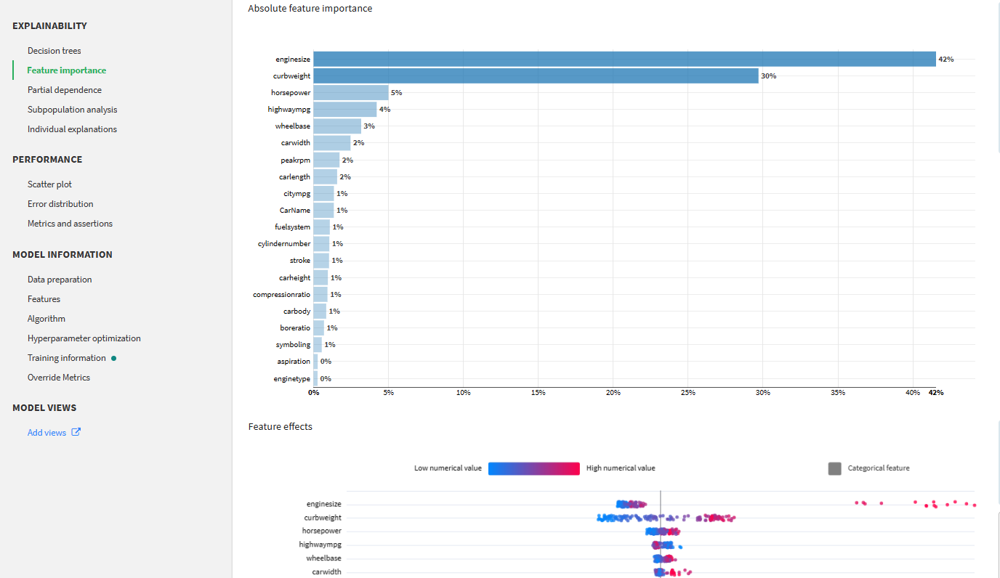 EXPLAINABILITY
Decision trees
Feature importance
Partial dependence
Subpopulation analysis
Individual explanations
PERFORMANCE
Scatter plot
Error distribution
Metrics and assertions
MODEL INFORMATION
Data preparation
Features
Algorithm
Hyperparameter optimization
Training information
Override Metrics
MODEL VIEWS
Add views
Absolute feature importance
enginesize 42%
curbweight 30%
horsepower 5%
highwaympg 4%
wheelbase 3%
carwidth 2%
peakrpm 2%
carlength 2%
citympg 1%
CarName 1%
fuelsystem 1%
cylindernumber 1%
stroke 1%
carheight 1%
compressionratio 1%
carbody 1%
boreratio 1%
symboling 1%
aspiration 0%
enginetype 0%
0% 5% 10% 15% 20% 25% 30% 35% 40% 42%
Feature effects
Low numerical value High numerical value Categorical feature
enginesize
curbweight
horsepower
highwaympg
wheelbase
carwidth